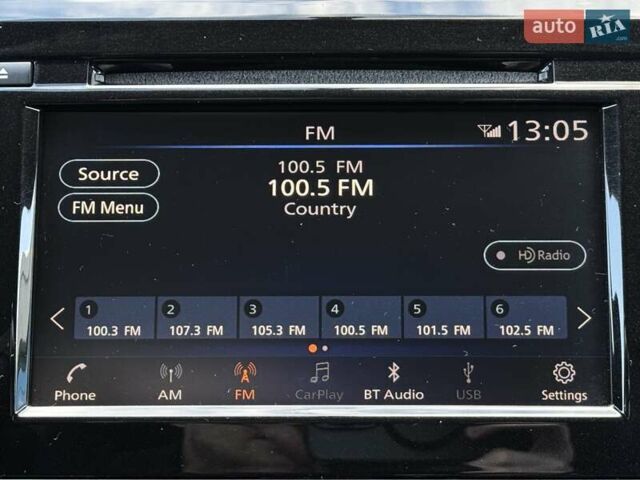 auto RIA .com
FM 13:05
Source
100.5 FM
100.5 FM
FM Menu
Country
HD Radio
1 2 3 4 5 6
100.3 FM 107.3 FM 105.3 FM 100.5 FM 101.5 FM 102.5 FM
Phone AM FM CarPlay BT Audio USB Settings